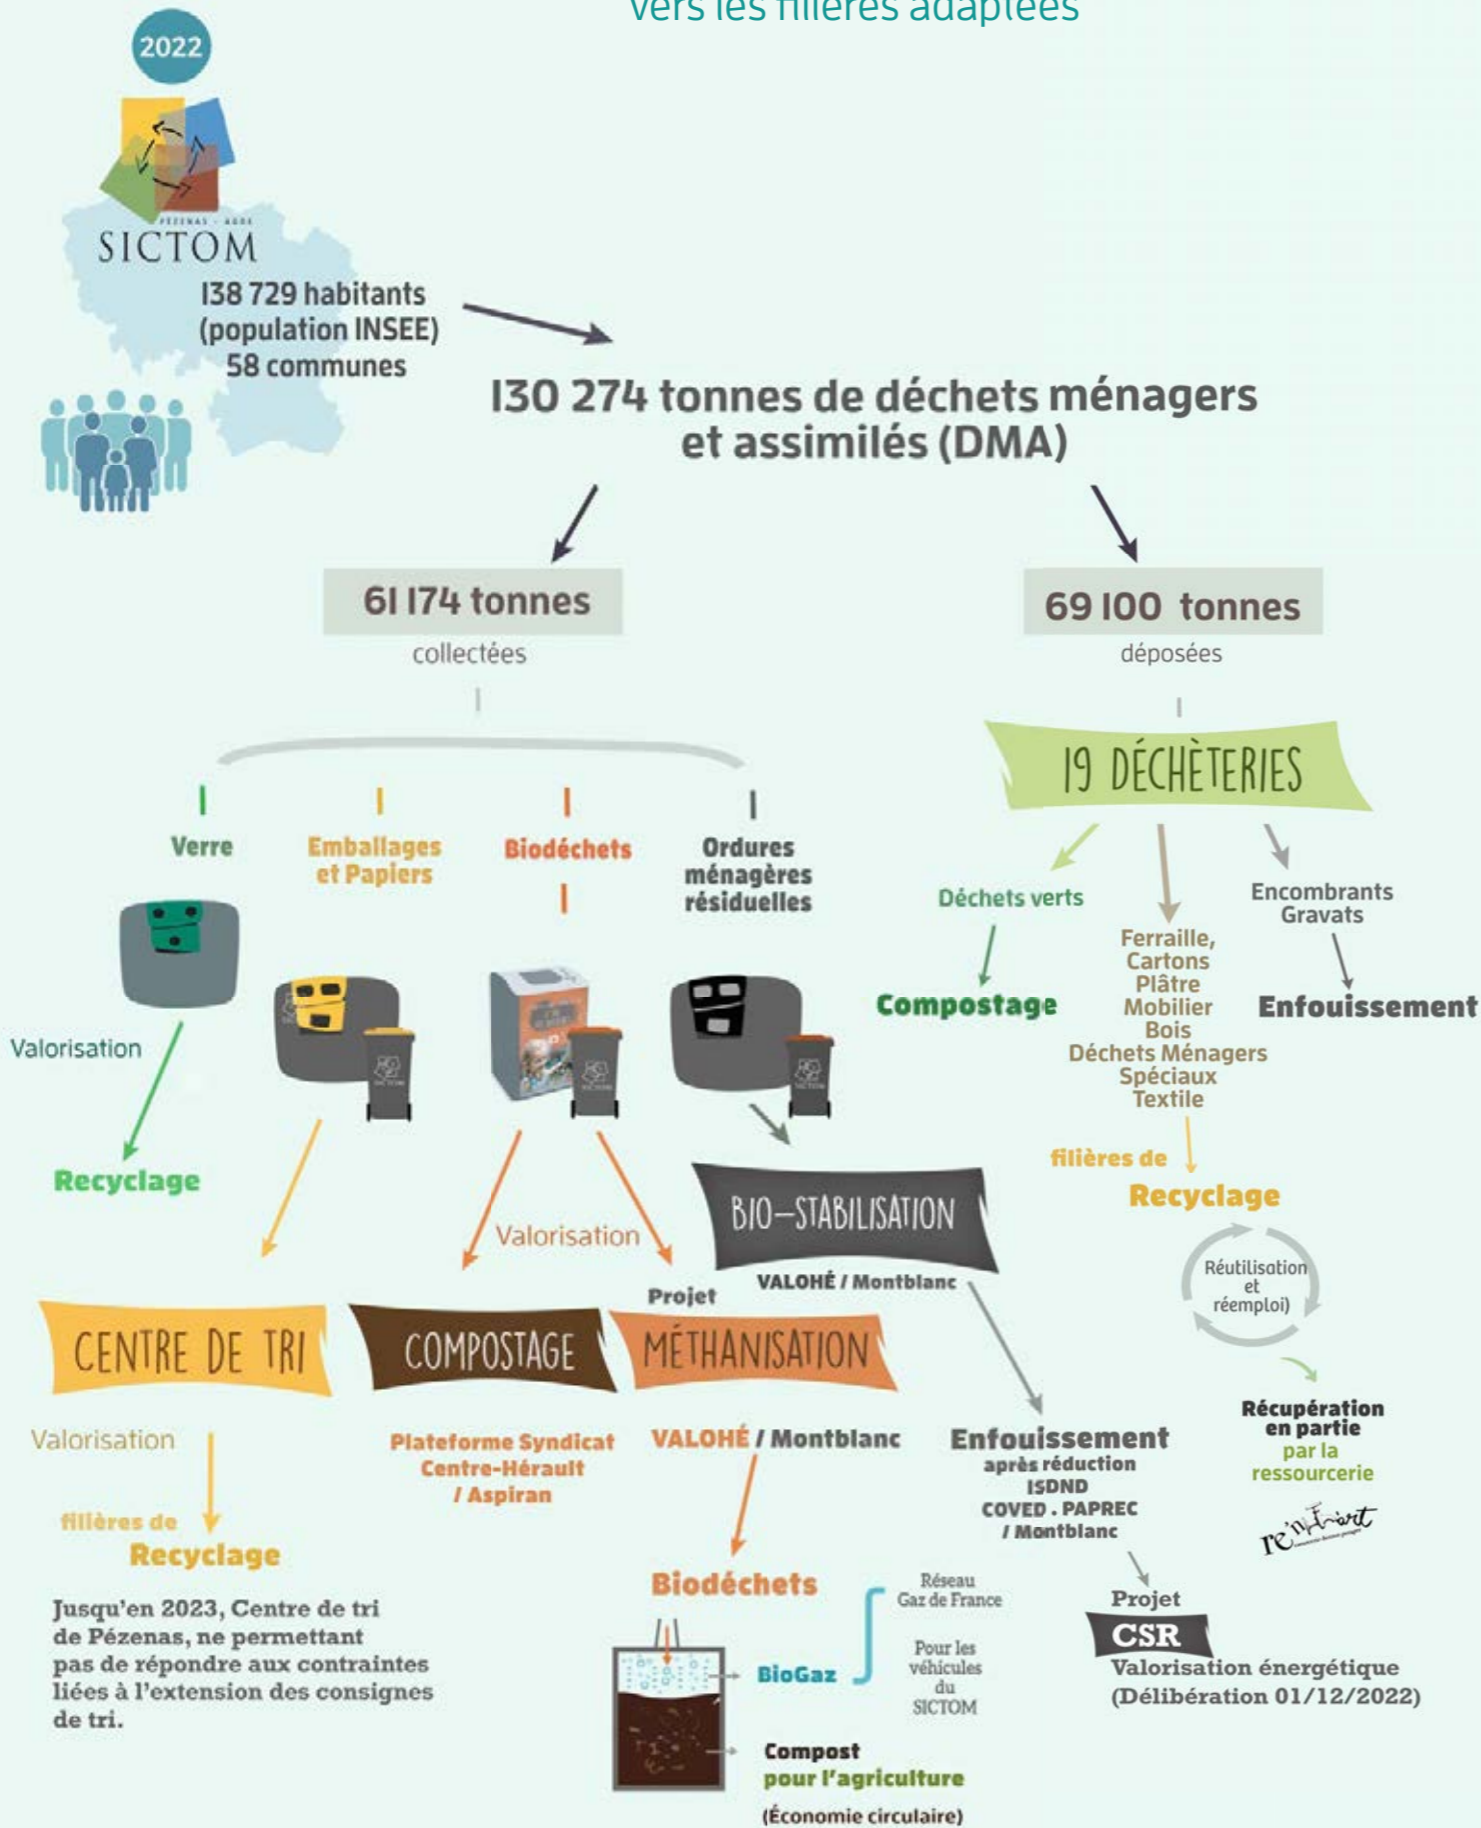 vers les filières adaptées
2022
PÉZENAS - AGDE
SICTOM
138 729 habitants
(population INSEE)
58 communes
130 274 tonnes de déchets ménagers
et assimilés (DMA)
61 174 tonnes
collectées
69 100 tonnes
déposées
19 DÉCHÈTERIES
Verre
Emballages
et Papiers
Biodéchets
Ordures
ménagères
résiduelles
Déchets verts
Compostage
Ferraille,
Cartons
Plâtre
Mobilier
Bois
Déchets Ménagers
Spéciaux
Textile
Encombrants
Gravats
Enfouissement
Valorisation
Recyclage
SICTOM
SICTOM
SICTOM
filières de
Recyclage
Réutilisation
et
réemploi)
Récupération
en partie
par la
ressourcerie
Valorisation
BIO-STABILISATION
VALOHÉ / Montblanc
Projet
CENTRE DE TRI
COMPOSTAGE
MÉTHANISATION
Valorisation
filières de
Recyclage
Jusqu'en 2023, Centre de tri
de Pézenas, ne permettant
pas de répondre aux contraintes
liées à l'extension des consignes
de tri.
Plateforme Syndicat
Centre-Hérault
/ Aspiran
VALOHÉ / Montblanc
Biodéchets
BioGaz
Réseau
Gaz de France
Pour les
véhicules
du
SICTOM
Compost
pour l'agriculture
(Économie circulaire)
Enfouissement
après réduction
ISDND
COVED . PAPREC
/ Montblanc
Projet
CSR
Valorisation énergétique
(Délibération 01/12/2022)